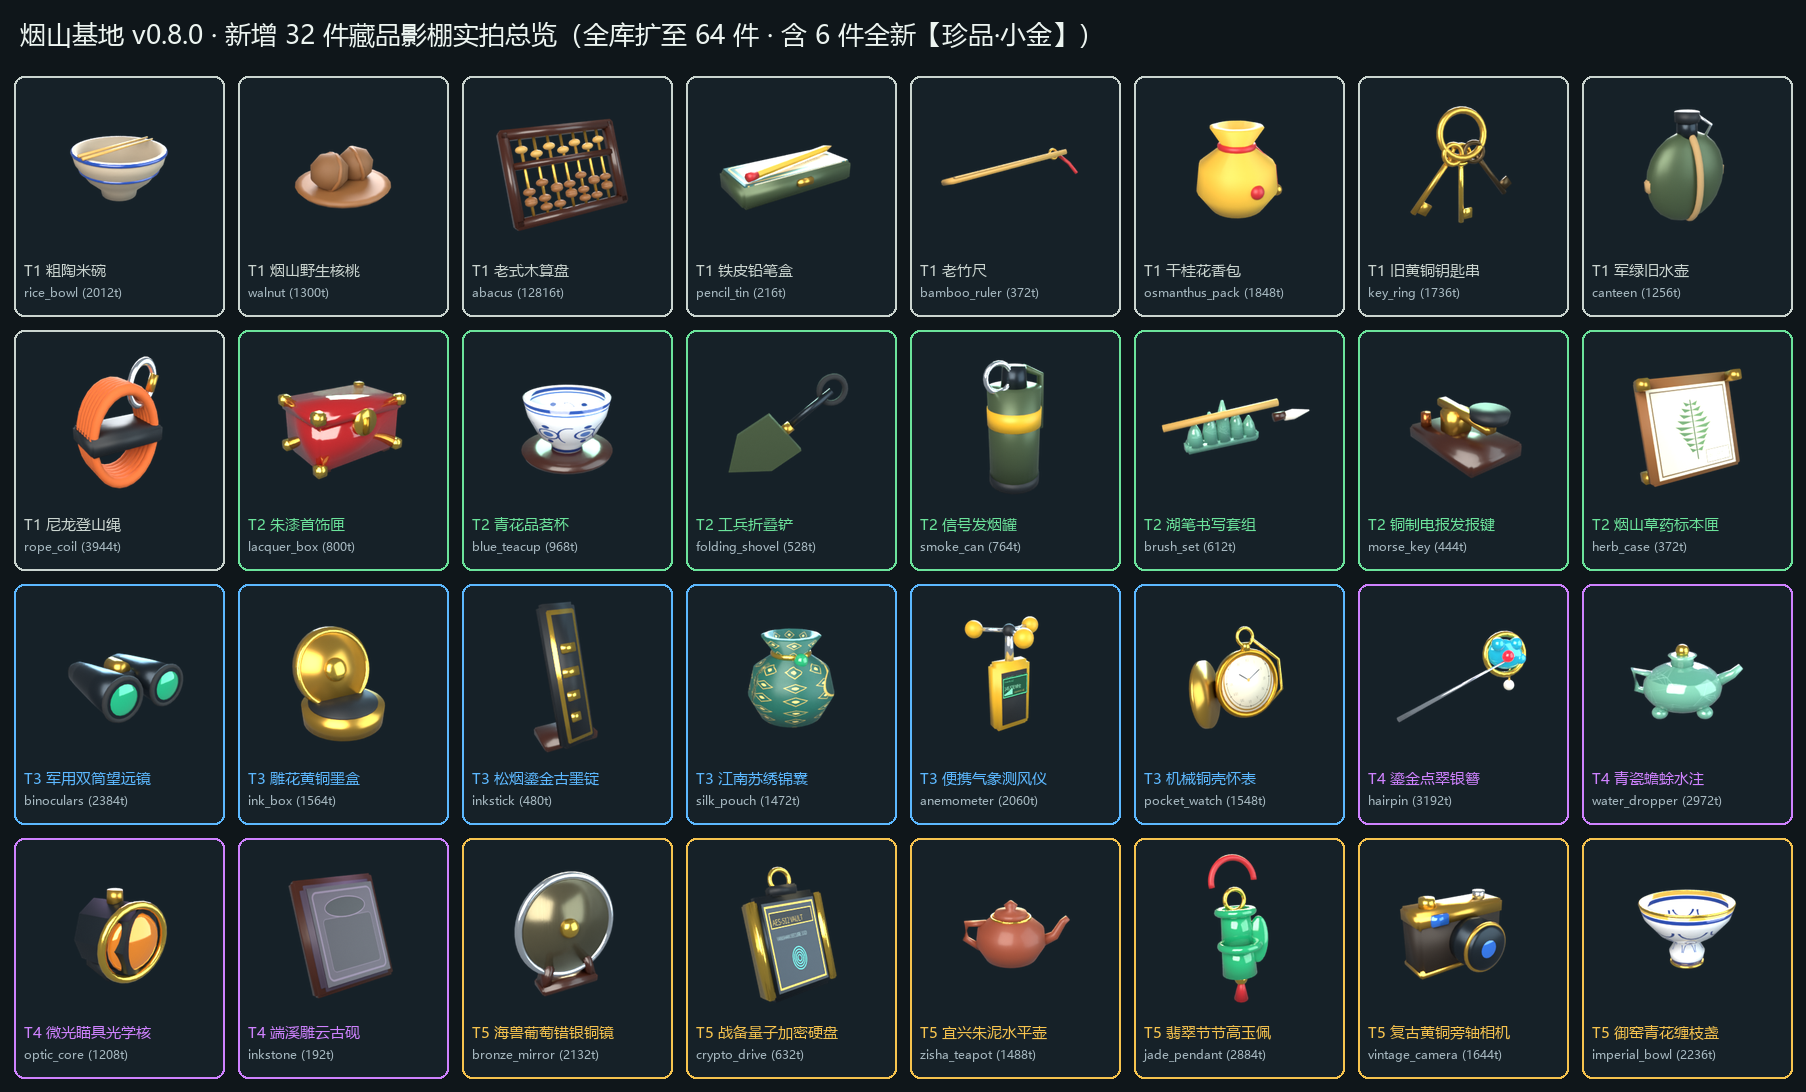 烟山基地 v0.8.0 · 新增 32 件藏品影棚实拍总览（全库扩至 64 件 · 含 6 件全新【珍品·小金】）
T1 粗陶米碗
rice_bowl (2012t)
T1 烟山野生核桃
walnut (1300t)
T1 老式木算盘
abacus (12816t)
T1 铁皮铅笔盒
pencil_tin (216t)
T1 老竹尺
bamboo_ruler (372t)
T1 干桂花香包
osmanthus_pack (1848t)
T1 旧黄铜钥匙串
key_ring (1736t)
T1 军绿旧水壶
canteen (1256t)
T1 尼龙登山绳
rope_coil (3944t)
T2 朱漆首饰匣
lacquer_box (800t)
T2 青花品茗杯
blue_teacup (968t)
T2 工兵折叠铲
folding_shovel (528t)
T2 信号发烟罐
smoke_can (764t)
T2 湖笔书写套组
brush_set (612t)
T2 铜制电报发报键
morse_key (444t)
T2 烟山草药标本匣
herb_case (372t)
T3 军用双筒望远镜
binoculars (2384t)
T3 雕花黄铜墨盒
ink_box (1564t)
T3 松烟鎏金古墨锭
inkstick (480t)
T3 江南苏绣锦囊
silk_pouch (1472t)
T3 便携气象测风仪
anemometer (2060t)
T3 机械铜壳怀表
pocket_watch (1548t)
T4 鎏金点翠银簪
hairpin (3192t)
T4 青瓷蟾蜍水注
water_dropper (2972t)
T4 微光瞄具光学核
optic_core (1208t)
T4 端溪雕云古砚
inkstone (192t)
T5 海兽葡萄错银铜镜
bronze_mirror (2132t)
AES-512 VAULT
T5 战备量子加密硬盘
crypto_drive (632t)
T5 宜兴朱泥水平壶
zisha_teapot (1488t)
T5 翡翠节节高玉佩
jade_pendant (2884t)
T5 复古黄铜旁轴相机
vintage_camera (1644t)
T5 御窑青花缠枝盏
imperial_bowl (2236t)